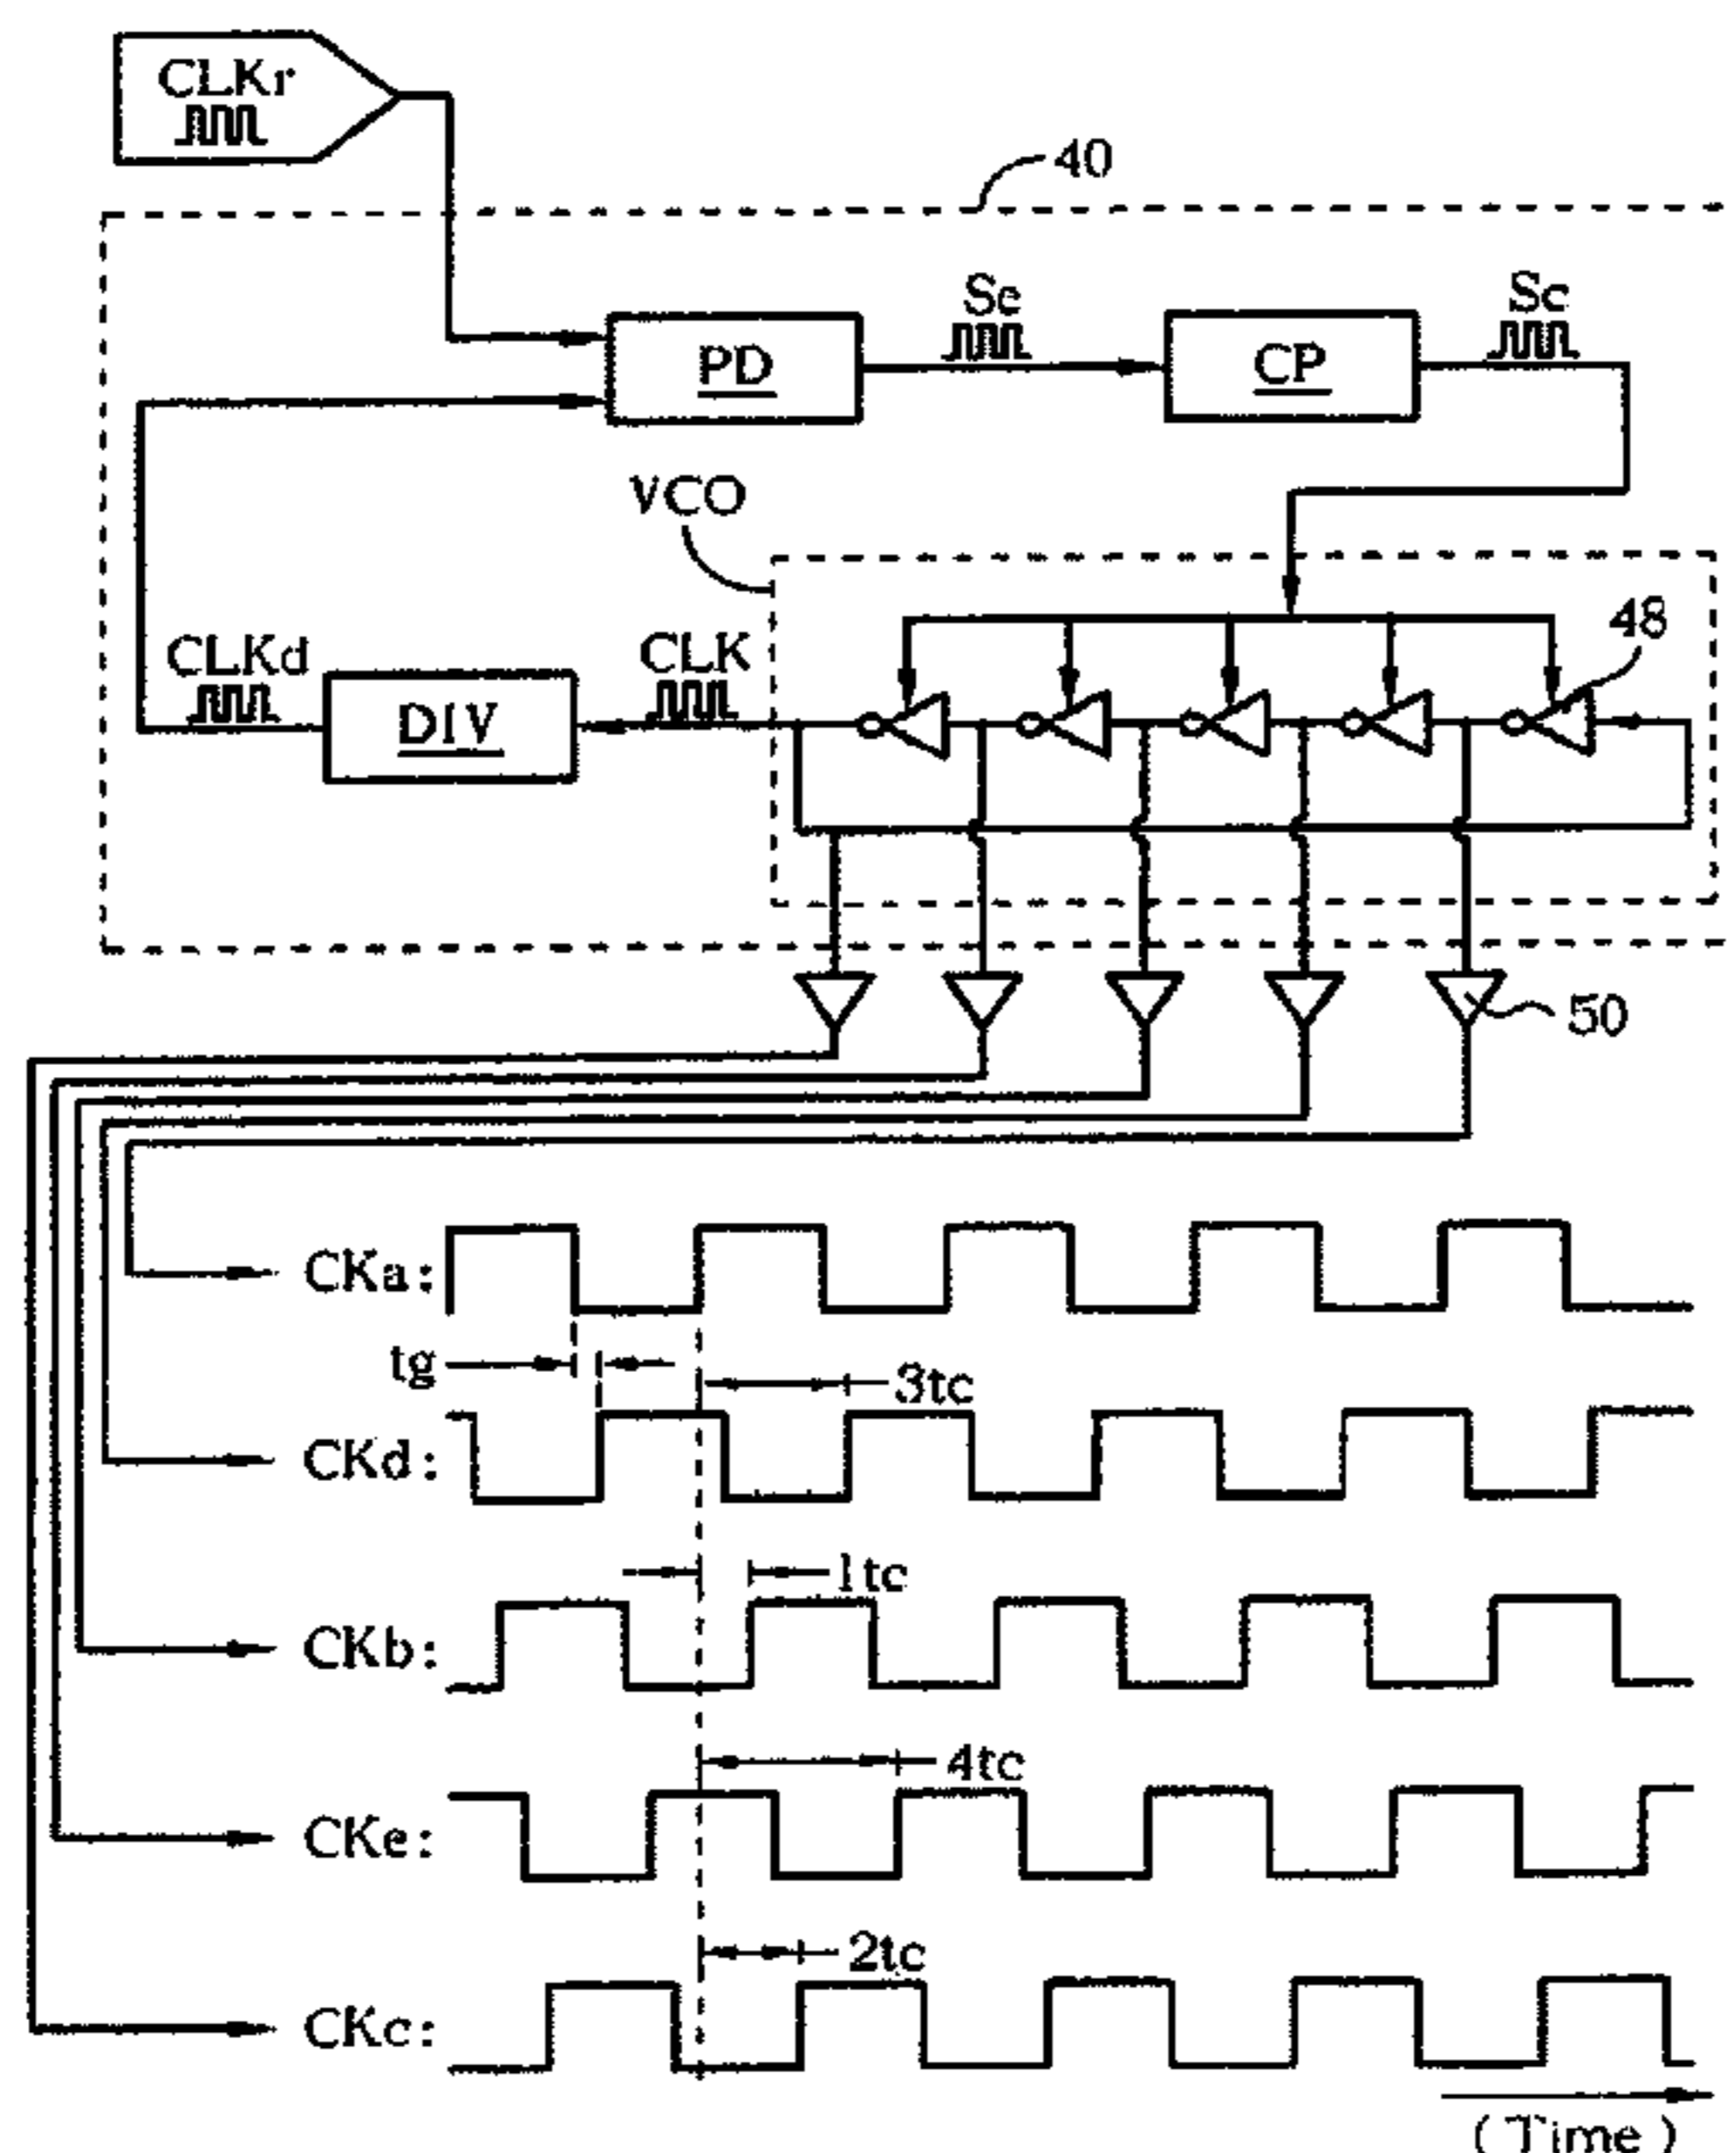 CLKr
40
Se
Sc
PD
CP
VCO
48
CLKd
CLK
DIV
50
CKa:
tg
3tc
CKd:
1tc
CKb:
4tc
CKe:
2tc
CKc:
(Time)